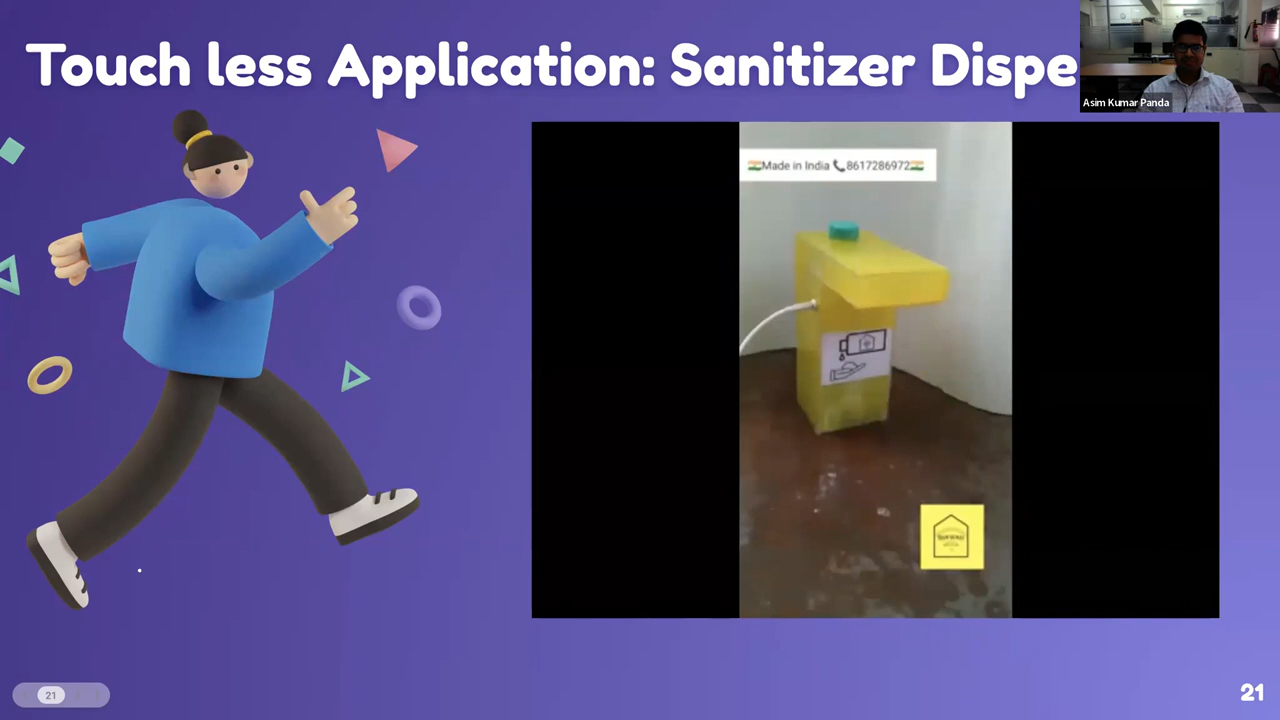 Touch less Application: Sanitizer Dispe
Asim Kumar Panda
🇮🇳Made in India 📞8617286972🇮🇳
21
21